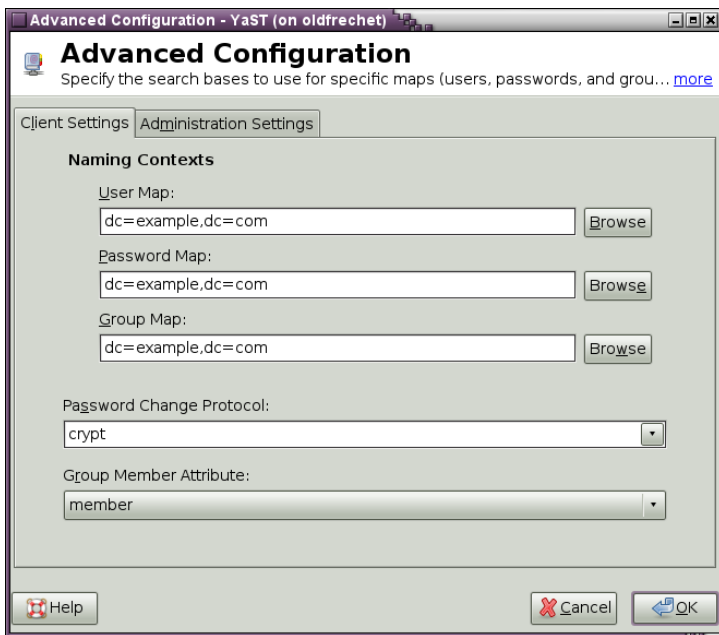 Advanced Configuration - YaST (on oldfrechet)
Advanced Configuration
Specify the search bases to use for specific maps (users, passwords, and grou... more
Client Settings Administration Settings
Naming Contexts
User Map:
dc=example,dc=com Browse
Password Map:
dc=example,dc=com Browse
Group Map:
dc=example,dc=com Browse
Password Change Protocol:
crypt
Group Member Attribute:
member
Help Cancel OK